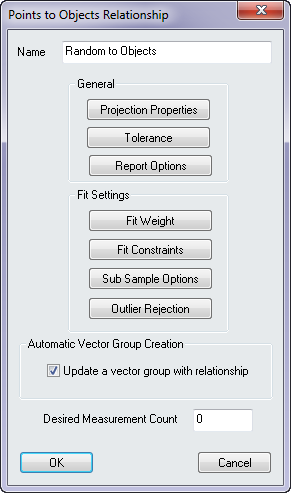 Points to Objects Relationship
Name Random to Objects
General
Projection Properties
Tolerance
Report Options
Fit Settings
Fit Weight
Fit Constraints
Sub Sample Options
Outlier Rejection
Automatic Vector Group Creation
Update a vector group with relationship
Desired Measurement Count 0
OK Cancel